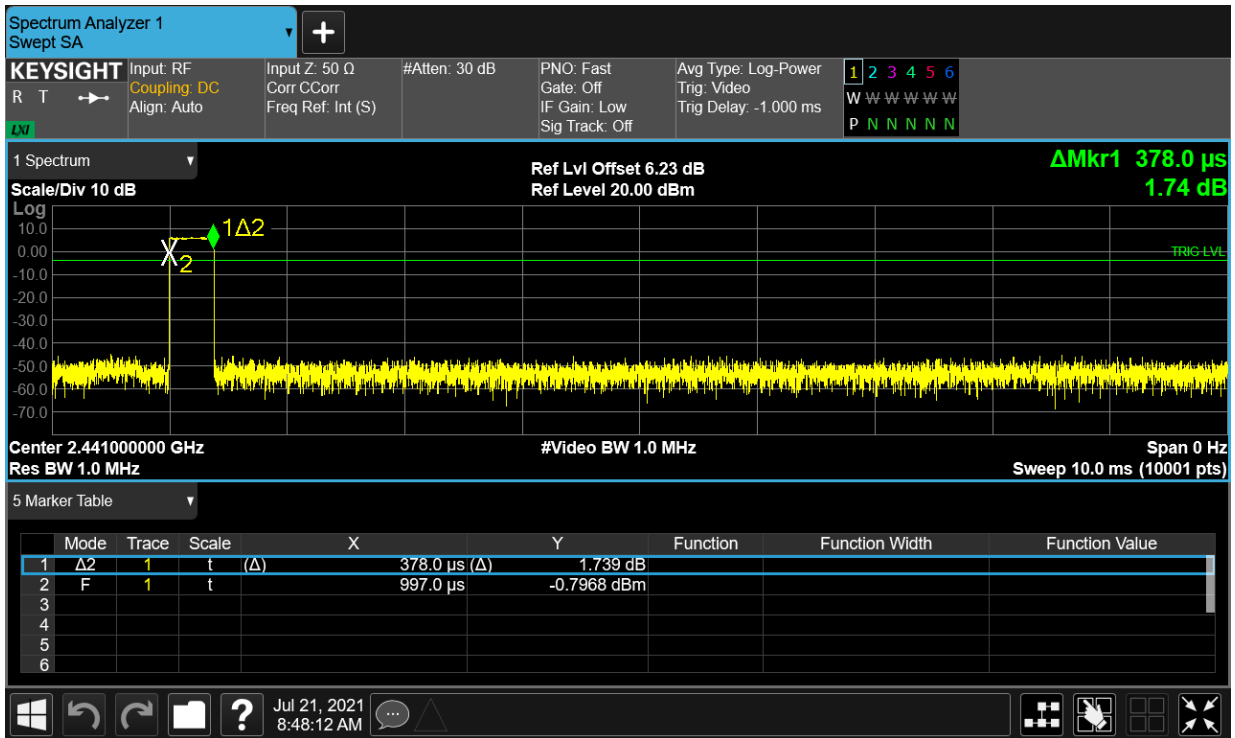 Spectrum Analyzer 1
Swept SA
KEYSIGHT
R T
LXI
Input: RF
Coupling: DC
Align: Auto
Input Z: 50 Ω
Corr CCorr
Freq Ref: Int (S)
#Atten: 30 dB
PNO: Fast
Gate: Off
IF Gain: Low
Sig Track: Off
Avg Type: Log-Power
Trig: Video
Trig Delay: -1.000 ms
1 2 3 4 5 6
W W W W W W
P N N N N N
1 Spectrum
Scale/Div 10 dB
Ref Lvl Offset 6.23 dB
Ref Level 20.00 dBm
ΔMkr1 378.0 µs
1.74 dB
Log
10.0
0.00
-10.0
-20.0
-30.0
-40.0
-50.0
-60.0
-70.0
1Δ2
2
TRIG LVL
Center 2.441000000 GHz
#Video BW 1.0 MHz
Span 0 Hz
Res BW 1.0 MHz
Sweep 10.0 ms (10001 pts)
5 Marker Table
Mode Trace Scale X Y Function Function Width Function Value
1 Δ2 1 t (Δ) 378.0 µs (Δ) 1.739 dB
2 F 1 t 997.0 µs -0.7968 dBm
3
4
5
6
?
Jul 21, 2021
8:48:12 AM